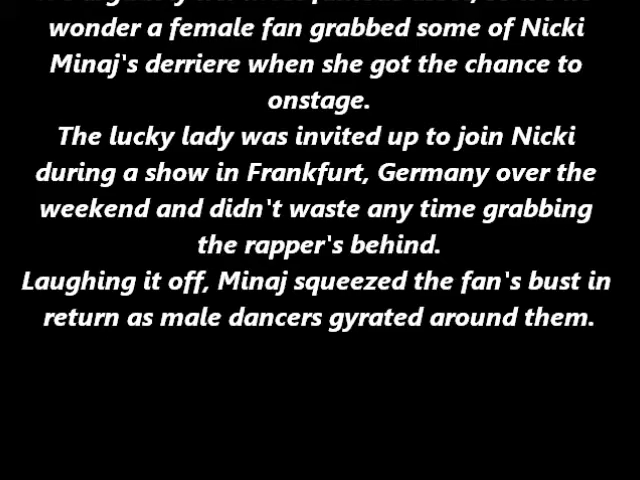 wonder a female fan grabbed some of Nicki
Minaj's derriere when she got the chance to
onstage.
The lucky lady was invited up to join Nicki
during a show in Frankfurt, Germany over the
weekend and didn't waste any time grabbing
the rapper's behind.
Laughing it off, Minaj squeezed the fan's bust in
return as male dancers gyrated around them.